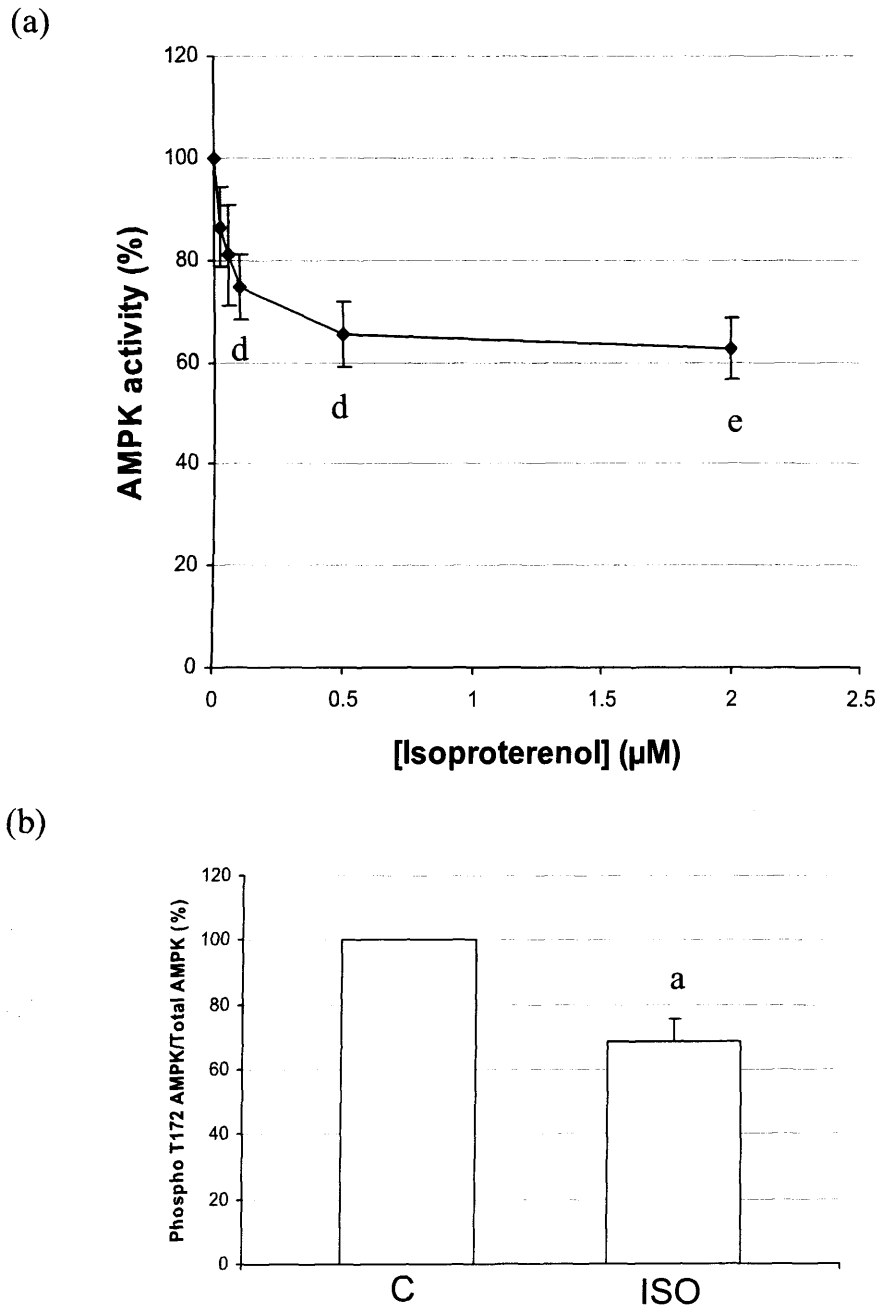 (a)
120
100
80
60
40
20
0
AMPK activity (%)
d
d
e
0 0.5 1 1.5 2 2.5
[Isoproterenol] (µM)
(b)
120
100
80
60
40
20
0
Phospho T172 AMPK/Total AMPK (%)
a
C ISO